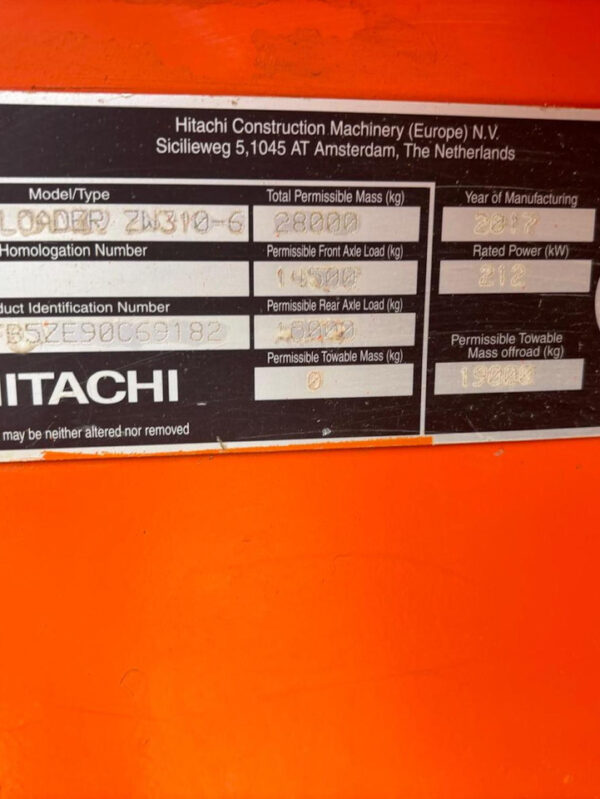 Hitachi Construction Machinery (Europe) N.V.
Sicilieweg 5,1045 AT Amsterdam, The Netherlands
Model/Type
LOADER ZW310-6
Homologation Number
duct Identification Number
FB5ZE90C69182
HITACHI
may be neither altered nor removed
Total Permissible Mass (kg)
28000
Permissible Front Axle Load (kg)
14500
Permissible Rear Axle Load (kg)
Permissible Towable Mass (kg)
0
Year of Manufacturing
2017
Rated Power (kW)
212
Permissible Towable
Mass offroad (kg)